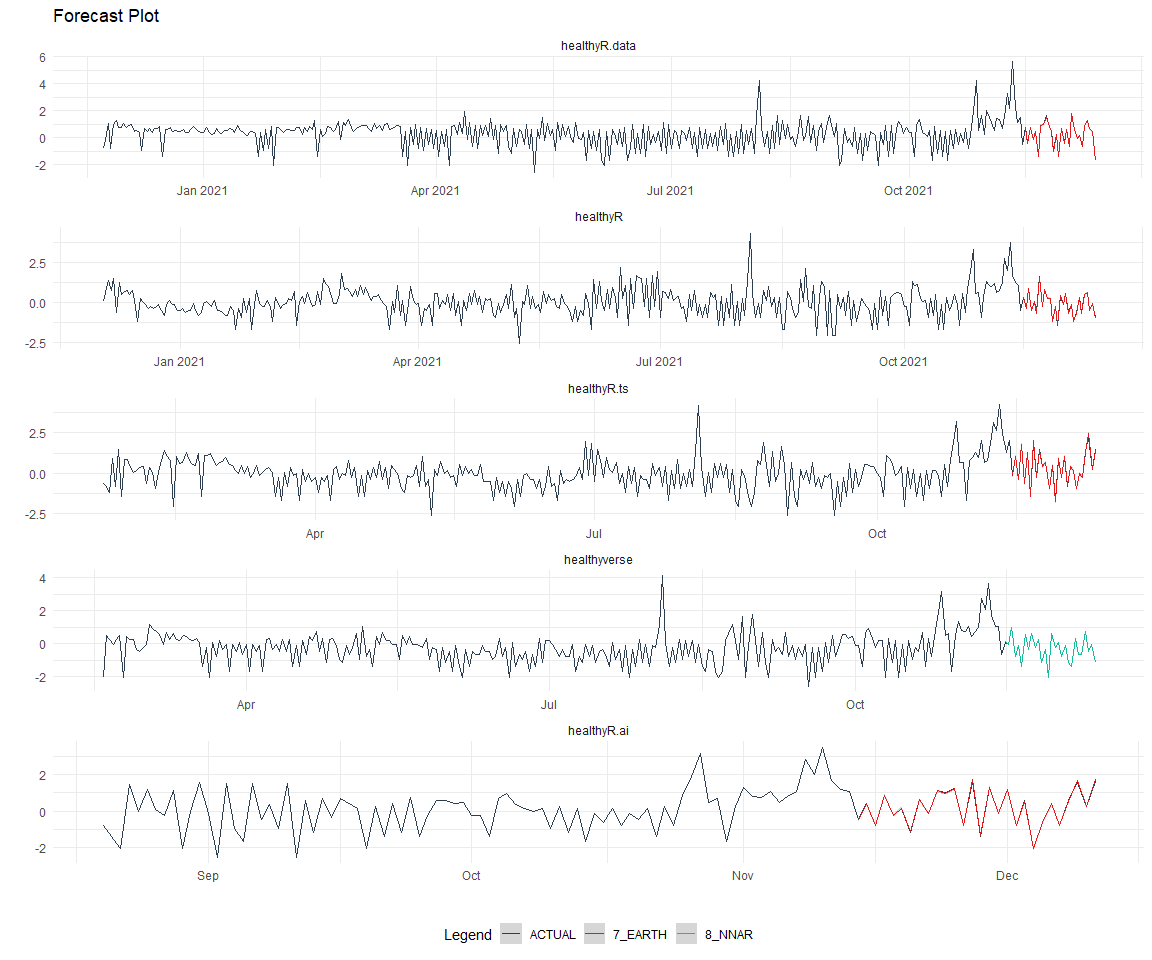 Forecast Plot
healthyR.data
6
4
2
0
-2
Jan 2021 Apr 2021 Jul 2021 Oct 2021
healthyR
2.5
0.0
-2.5
Jan 2021 Apr 2021 Jul 2021 Oct 2021
healthyR.ts
2.5
0.0
-2.5
Apr Jul Oct
healthyverse
4
2
0
-2
Apr Jul Oct
healthyR.ai
2
0
-2
Sep Oct Nov Dec
Legend ACTUAL 7_EARTH 8_NNAR